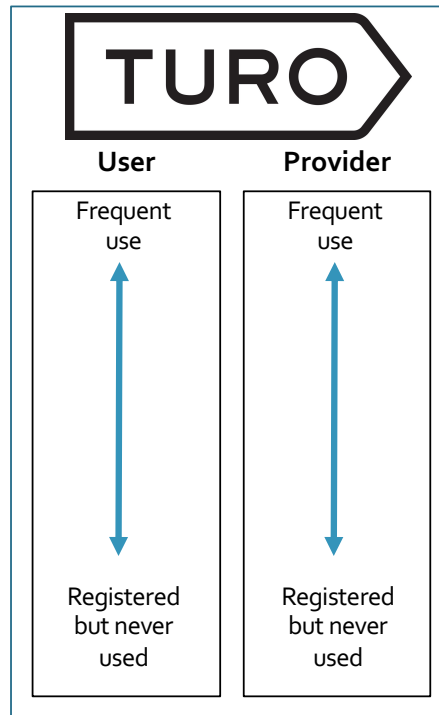 TURO
User
Provider
Frequent
use
Frequent
use
Registered
but never
used
Registered
but never
used